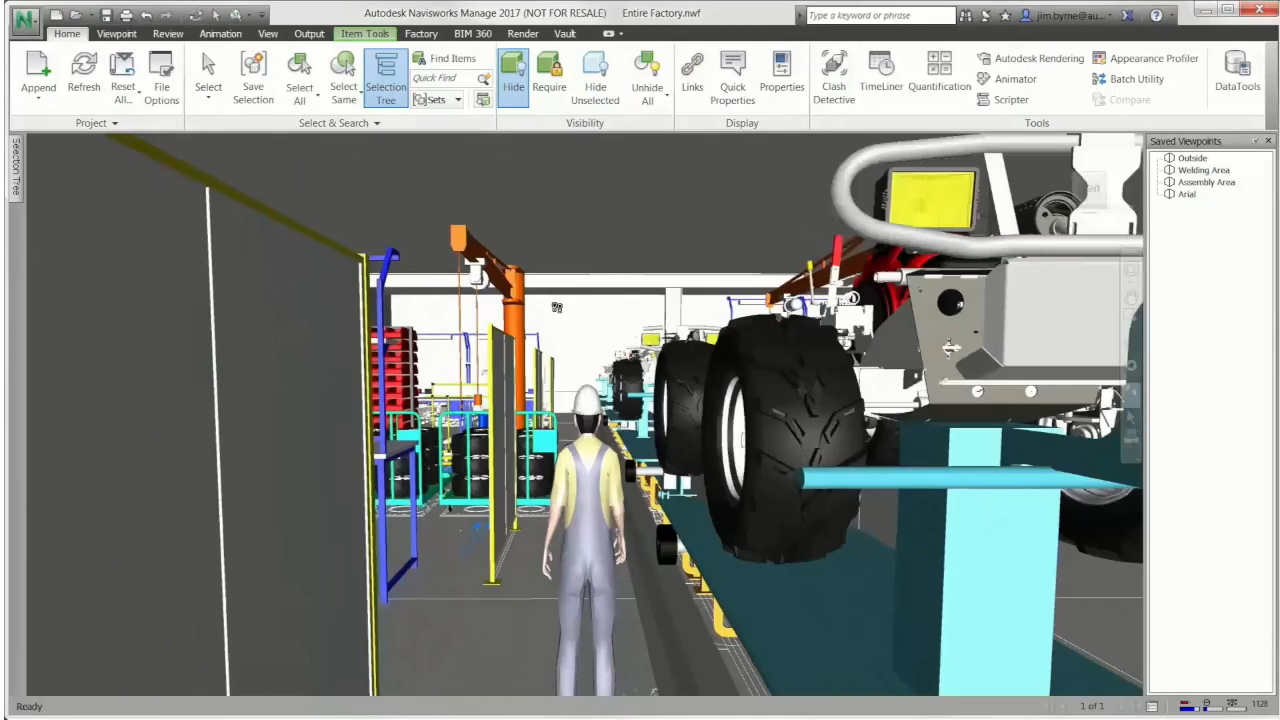 Autodesk Navisworks Manage 2017 (NOT FOR RESALE) Entire Factory.nwf
Type a keyword or phrase
jim.byrne@au...
Home Viewpoint Review Animation View Output Item Tools Factory BIM 360 Render Vault
Append Refresh Reset All... File Options
Project
Select Save Selection Select All Select Same Selection Tree Find Items
Quick Find
Sets
Select & Search
Hide Require Hide Unselected Unhide All
Visibility
Links Quick Properties Properties
Display
Clash Detective TimeLiner Quantification
Autodesk Rendering Appearance Profiler
Animator Batch Utility
Scripter Compare
DataTools
Tools
Selection Tree
Saved Viewpoints
Outside
Welding Area
Assembly Area
Arial
Ready
1 of 1
1128